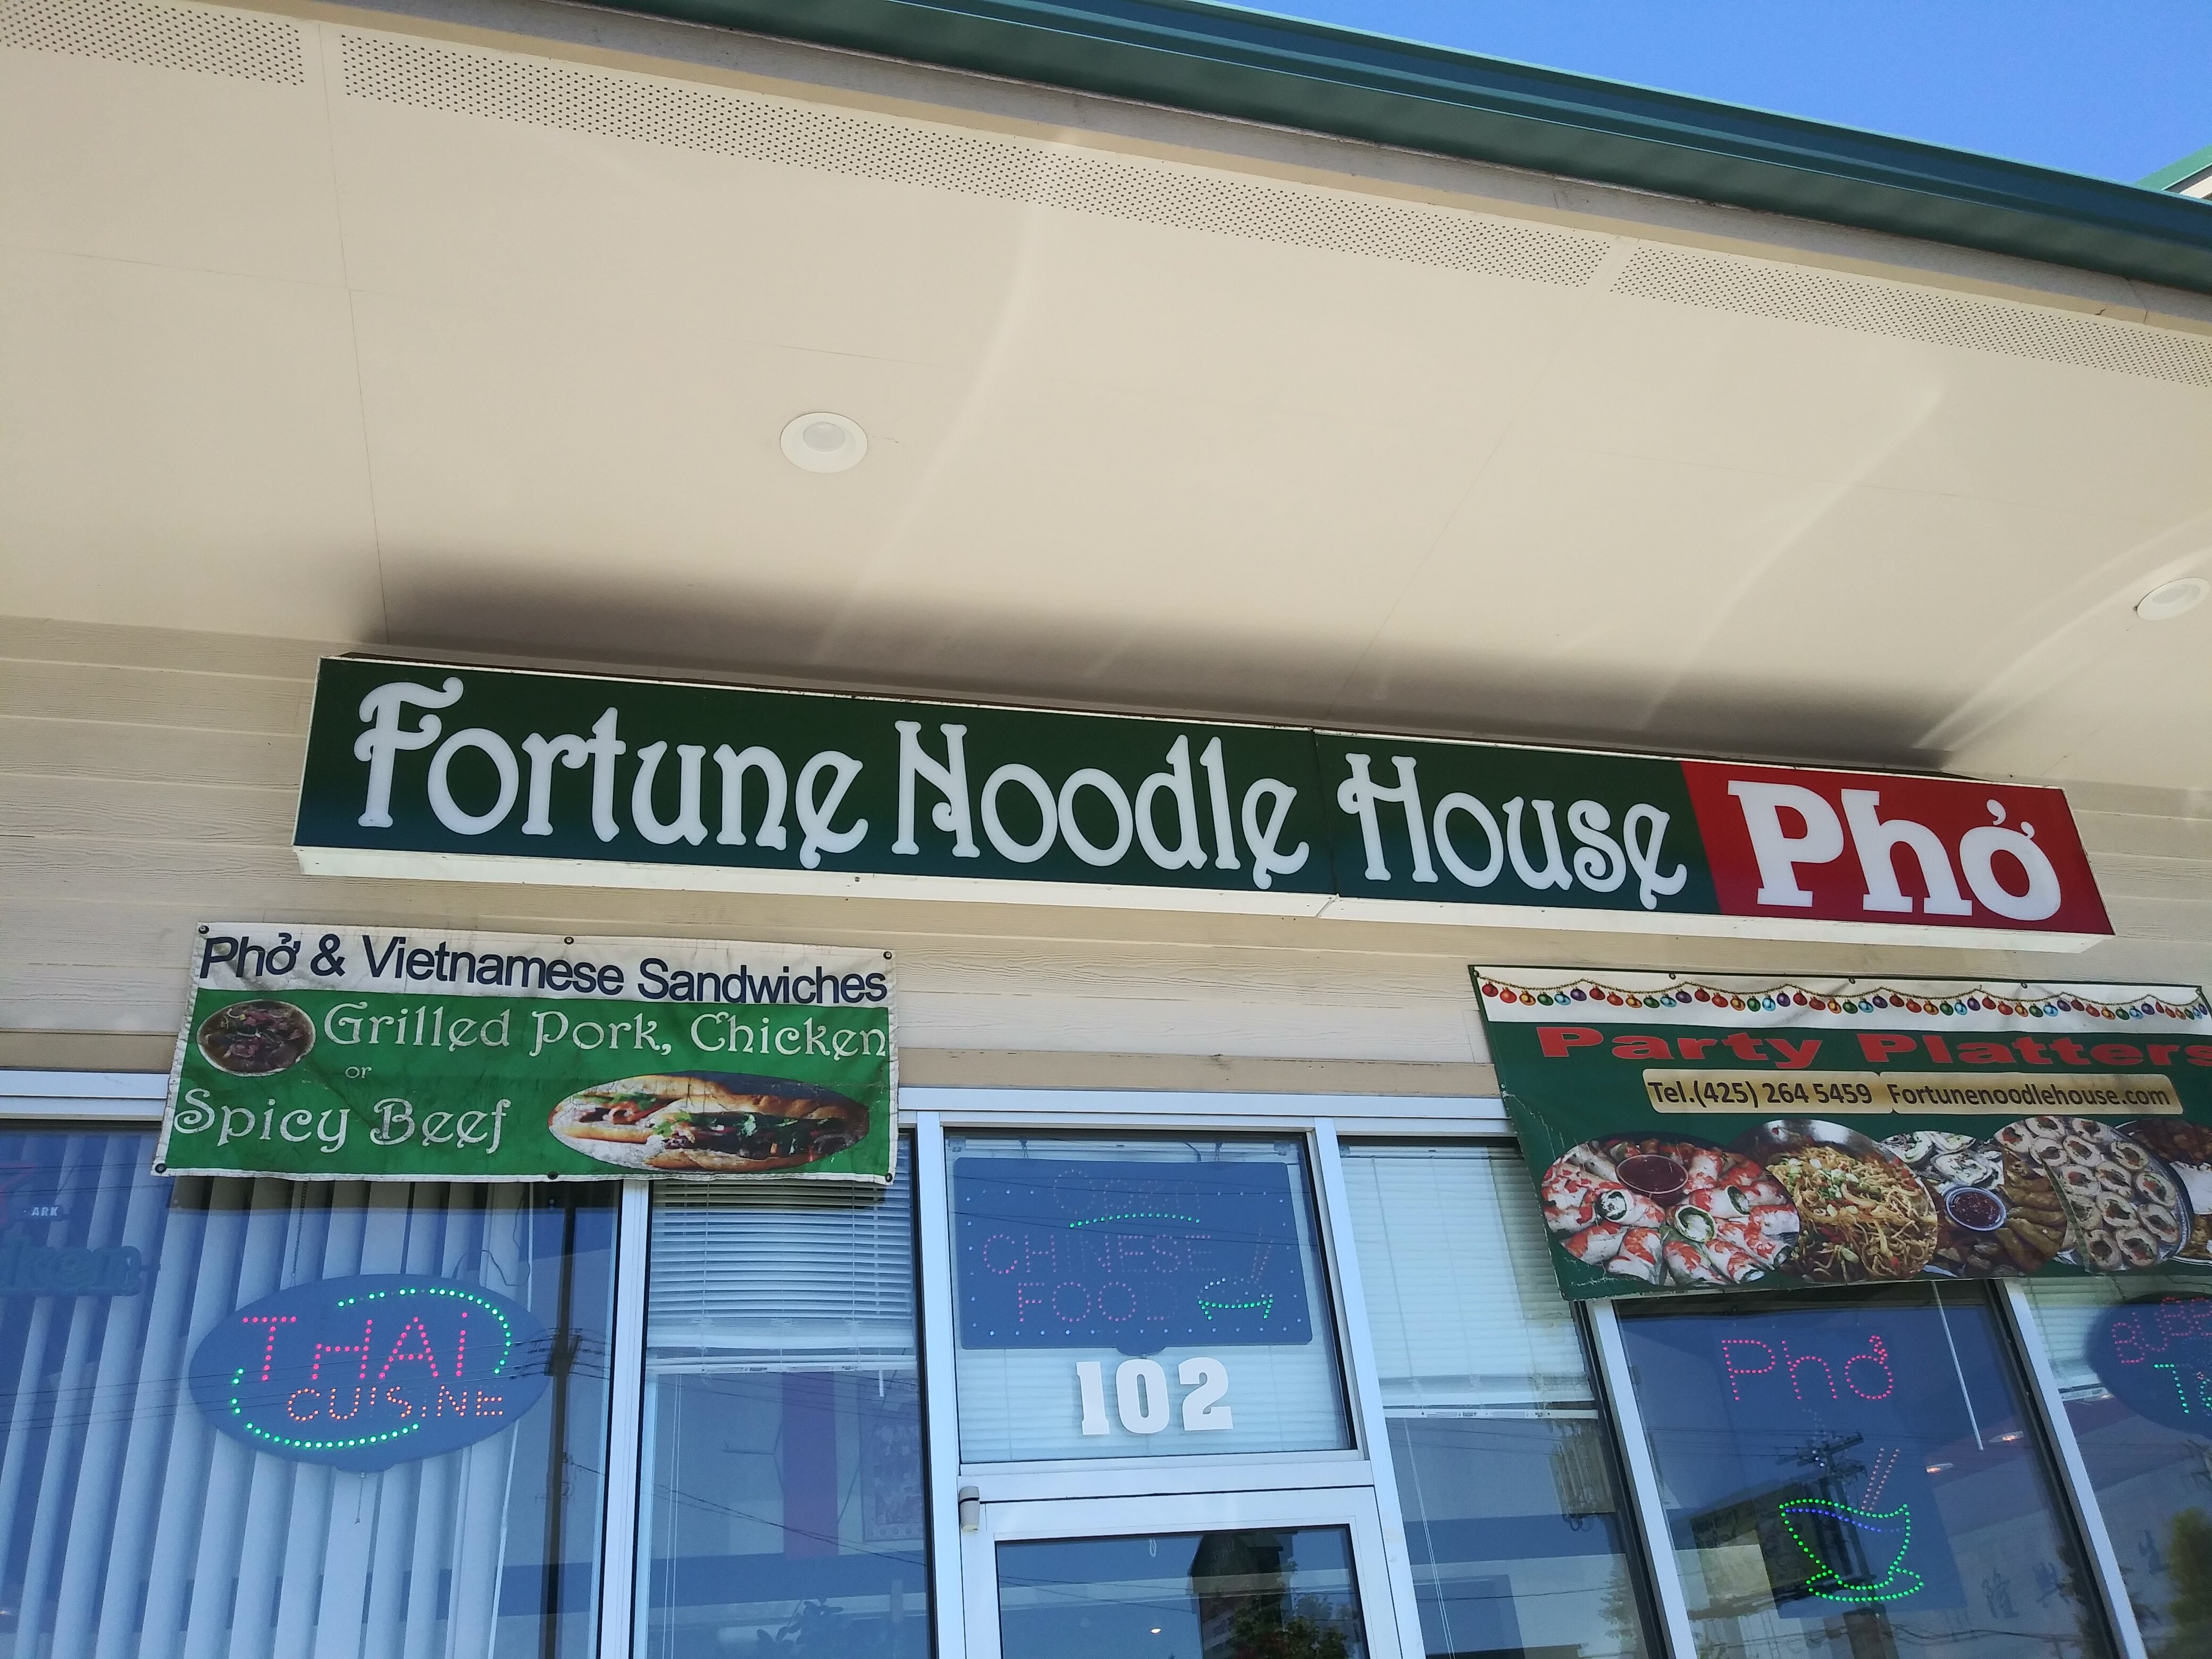 Fortune Noodle House Phở
Phở & Vietnamese Sandwiches
Grilled Pork, Chicken
or
Spicy Beef
Party Platters
Tel.(425) 264 5459 Fortunenoodlehouse.com
Open
CHINESE
FOOD
THAI
CUISINE
102
Phở